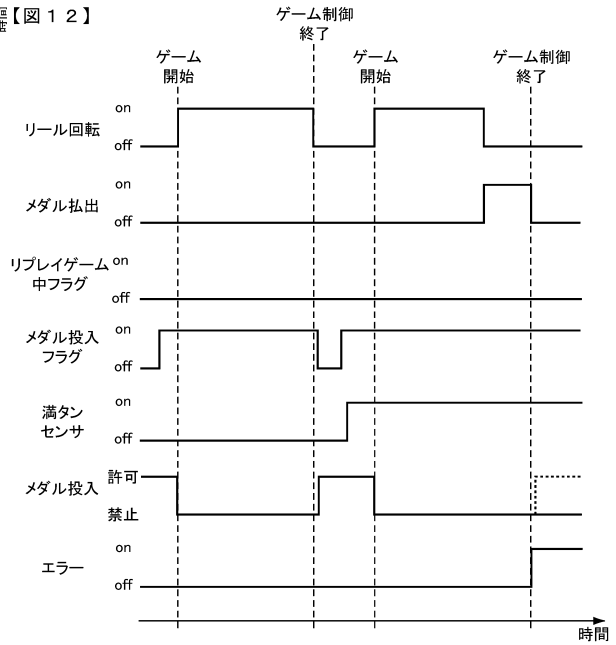 【図１２】
ゲーム制御
終了
ゲーム
開始
ゲーム
開始
ゲーム制御
終了
リール回転
on
off
メダル払出
on
off
リプレイゲーム
中フラグ
on
off
メダル投入
フラグ
on
off
満タン
センサ
on
off
メダル投入
許可
禁止
エラー
on
off
時間